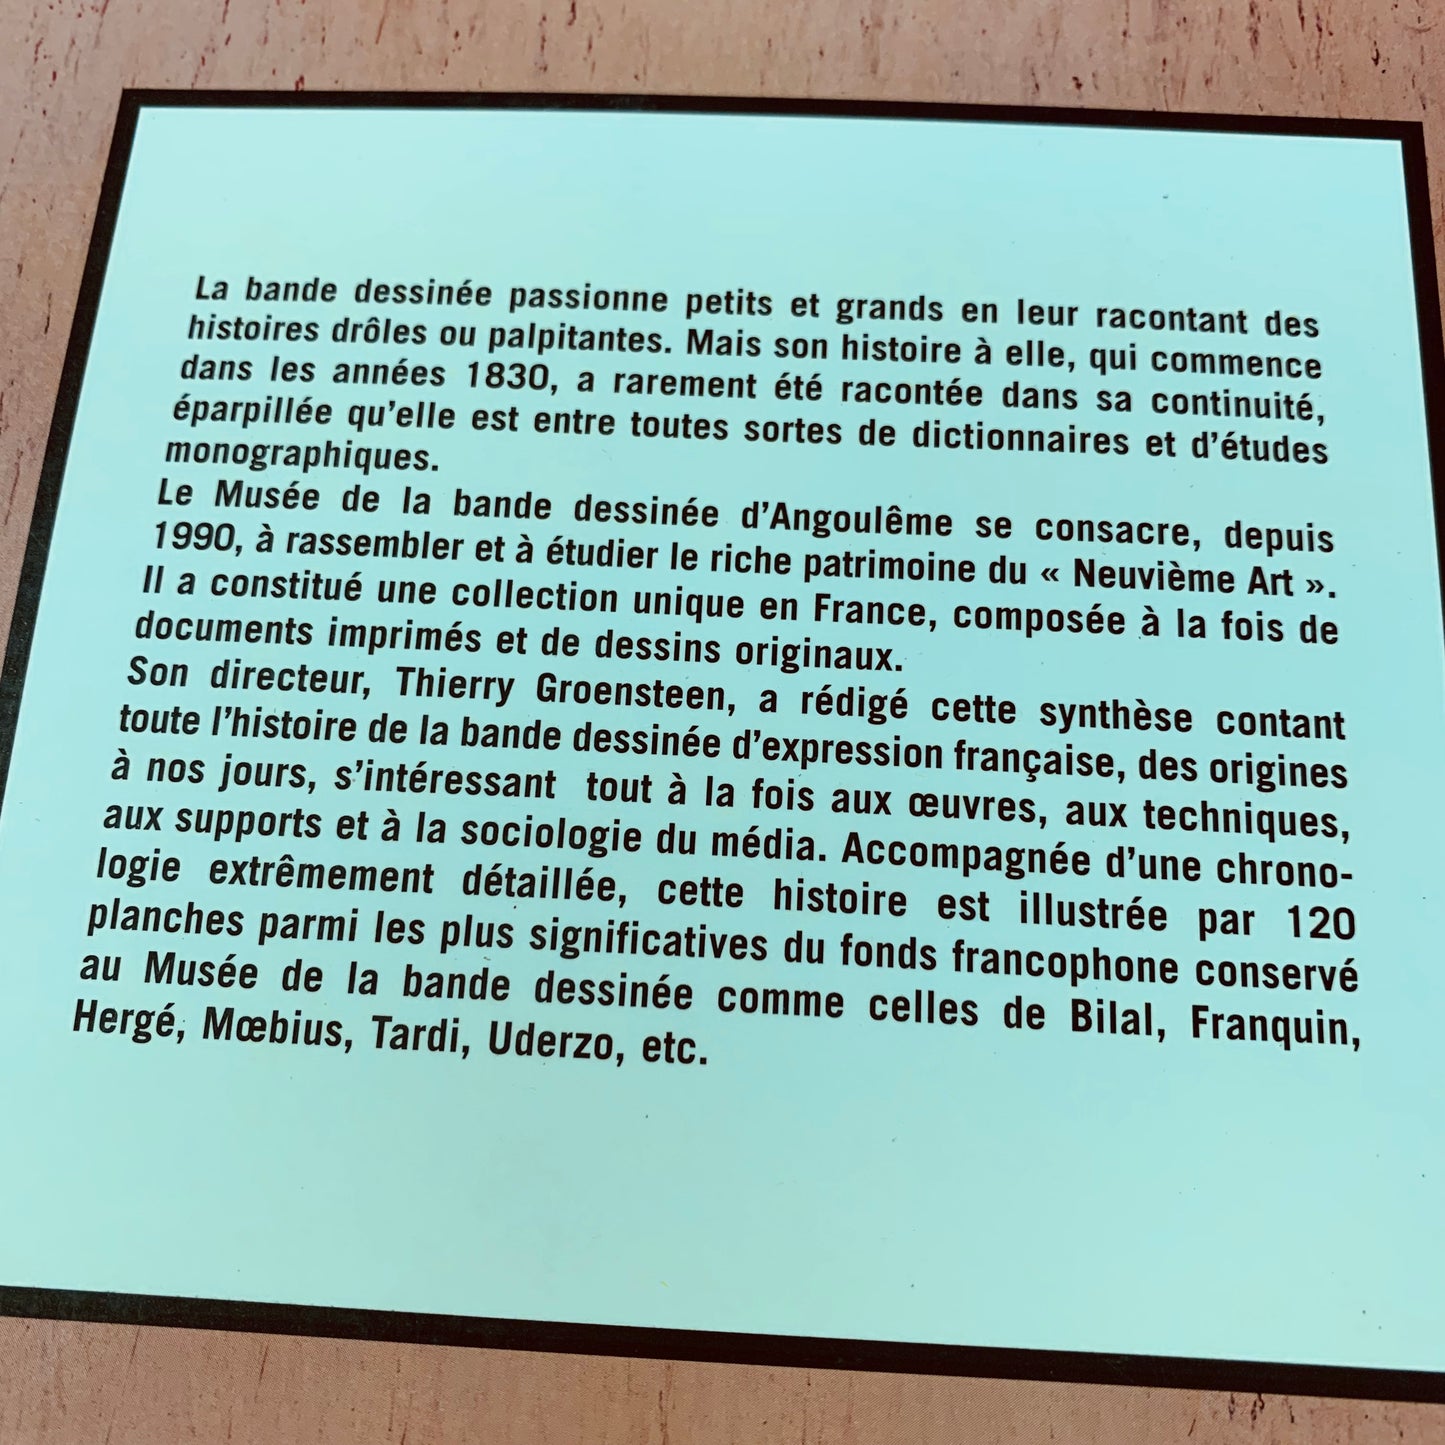 La bande dessinée passionne petits et grands en leur racontant des
histoires drôles ou palpitantes. Mais son histoire à elle, qui commence
dans les années 1830, a rarement été racontée dans sa continuité,
éparpillée qu'elle est entre toutes sortes de dictionnaires et d'études
monographiques.
Le Musée de la bande dessinée d'Angoulême se consacre, depuis
1990, à rassembler et à étudier le riche patrimoine du « Neuvième Art ».
Il a constitué une collection unique en France, composée à la fois de
documents imprimés et de dessins originaux.
Son directeur, Thierry Groensteen, a rédigé cette synthèse contant
toute l'histoire de la bande dessinée d'expression française, des origines
à nos jours, s'intéressant tout à la fois aux œuvres, aux techniques,
aux supports et à la sociologie du média. Accompagnée d'une chrono-
logie extrêmement détaillée, cette histoire est illustrée par 120
planches parmi les plus significatives du fonds francophone conservé
au Musée de la bande dessinée comme celles de Bilal, Franquin,
Hergé, Mœbius, Tardi, Uderzo, etc.